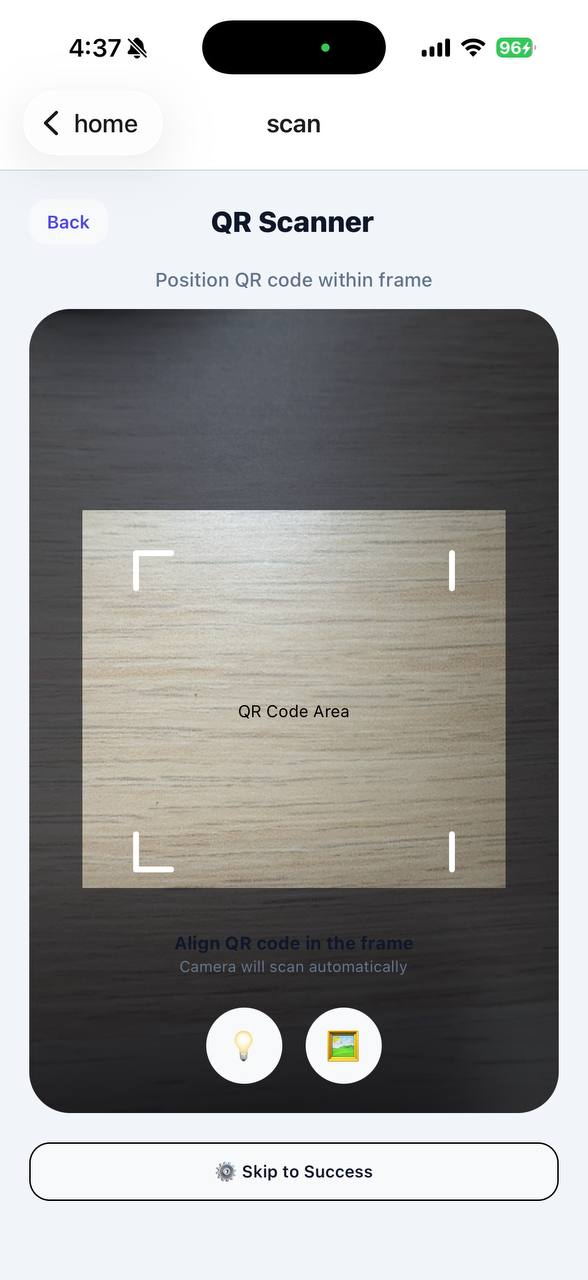 4:37
96
home
scan
Back
QR Scanner
Position QR code within frame
QR Code Area
Align QR code in the frame
Camera will scan automatically
Skip to Success